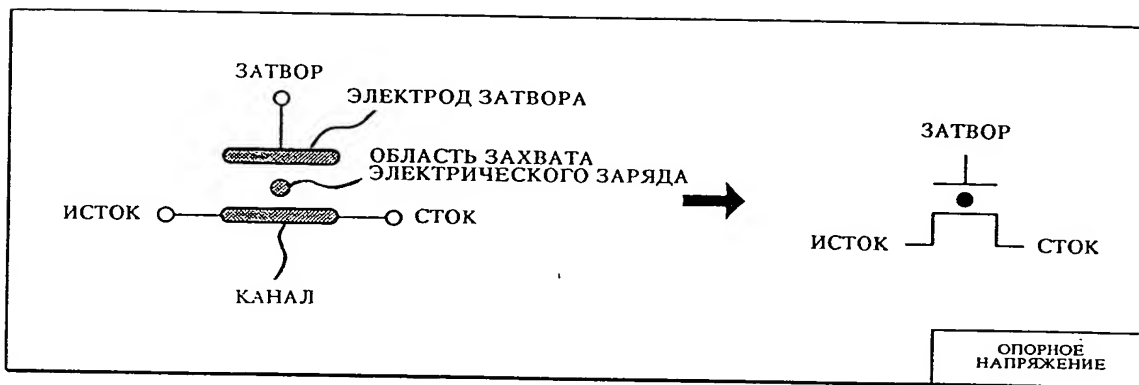 ЗАТВОР
ЭЛЕКТРОД ЗАТВОРА
ОБЛАСТЬ ЗАХВАТА
ЭЛЕКТРИЧЕСКОГО ЗАРЯДА
ИСТОК
СТОК
КАНАЛ
ЗАТВОР
ИСТОК
СТОК
ОПОРНОЕ
НАПРЯЖЕНИЕ